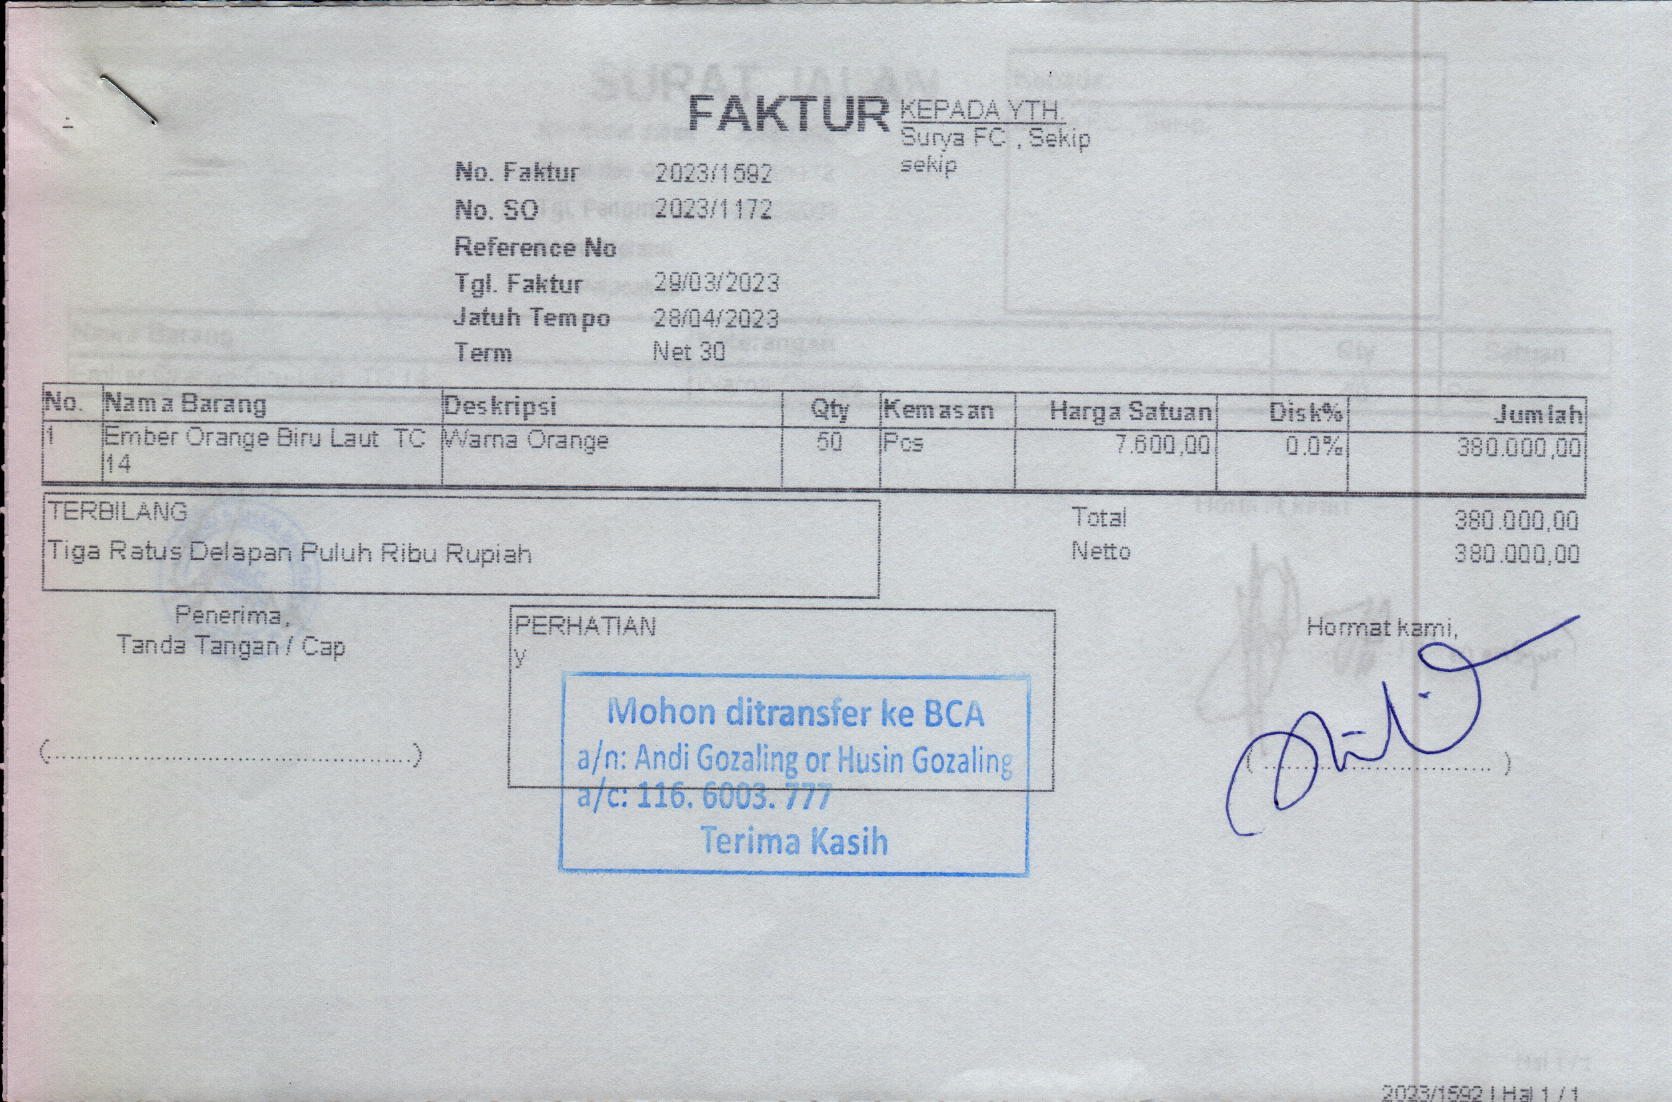 FAKTUR
KEPADA YTH.
Surya FC , Sekip
sekip
No. Faktur 2023/1592
No. SO 2023/1172
Reference No
Tgl. Faktur 29/03/2023
Jatuh Tempo 28/04/2023
Term Net 30
No. Nama Barang Deskripsi Qty Kemasan Harga Satuan Disk% Jumlah
1 Ember Orange Biru Laut TC Warna Orange 50 Pcs 7.600,00 0.0% 380.000,00
14
TERBILANG
Tiga Ratus Delapan Puluh Ribu Rupiah
Total 380.000,00
Netto 380.000,00
Penerima,
Tanda Tangan / Cap
PERHATIAN
y
Mohon ditransfer ke BCA
a/n: Andi Gozaling or Husin Gozaling
a/c: 116. 6003. 777
Terima Kasih
Hormat kami,
2023/1592 | Hal 1 / 1